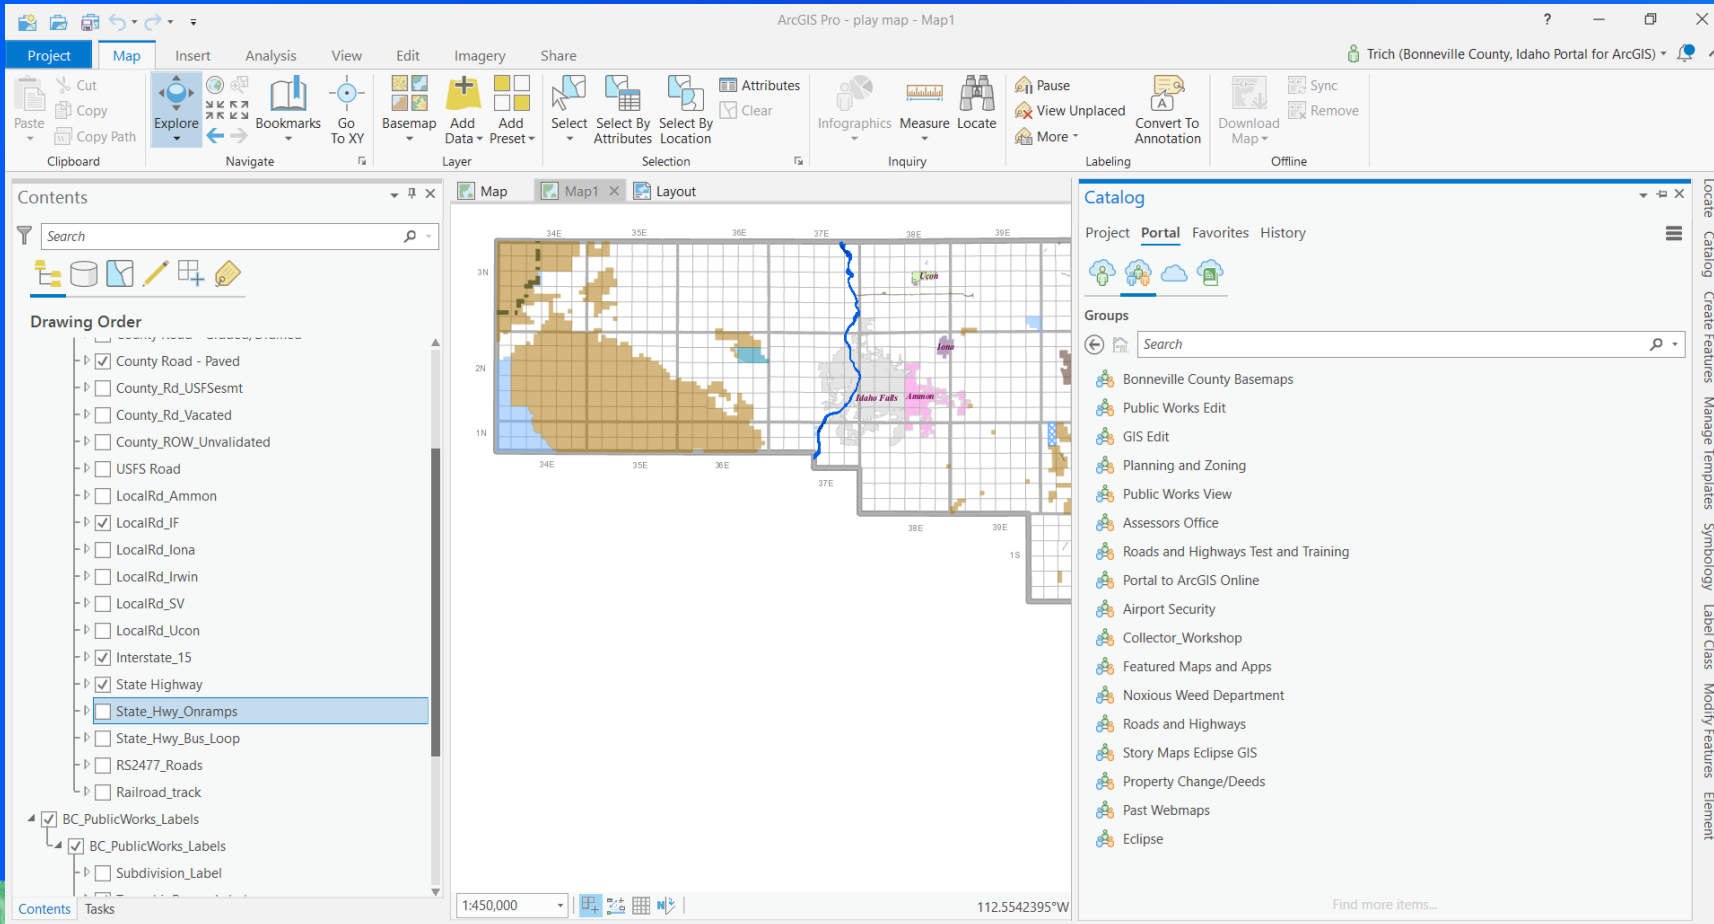 ArcGIS Pro - play map - Map1
?
Project Map Insert Analysis View Edit Imagery Share
Trich (Bonneville County, Idaho Portal for ArcGIS)
Paste
Cut
Copy
Copy Path
Clipboard
Explore
Bookmarks
Go To XY
Navigate
Basemap
Add Data
Add Preset
Layer
Select
Select By Attributes
Select By Location
Attributes
Clear
Selection
Infographics
Measure
Locate
Inquiry
Pause
View Unplaced
More
Convert To Annotation
Labeling
Download Map
Sync
Remove
Offline
Contents
Search
Drawing Order
County Road - Paved
County_Rd_USFSesmt
County_Rd_Vacated
County_ROW_Unvalidated
USFS Road
LocalRd_Ammon
LocalRd_IF
LocalRd_Iona
LocalRd_Irwin
LocalRd_SV
LocalRd_Ucon
Interstate_15
State Highway
State_Hwy_Onramps
State_Hwy_Bus_Loop
RS2477_Roads
Railroad_track
BC_PublicWorks_Labels
BC_PublicWorks_Labels
Subdivision_Label
Contents Tasks
Map Map1 Layout
34E 35E 36E 37E 38E 39E
3N
Ucon
Iona
2N
Idaho Falls Ammon
1N
34E 35E 36E
37E
38E 39E
1S
1:450,000
112.5542395°W
Catalog
Project Portal Favorites History
Groups
Search
Bonneville County Basemaps
Public Works Edit
GIS Edit
Planning and Zoning
Public Works View
Assessors Office
Roads and Highways Test and Training
Portal to ArcGIS Online
Airport Security
Collector_Workshop
Featured Maps and Apps
Noxious Weed Department
Roads and Highways
Story Maps Eclipse GIS
Property Change/Deeds
Past Webmaps
Eclipse
Find more items...
Locate
Catalog
Create Features
Manage Templates
Symbology
Label Class
Modify Features
Element